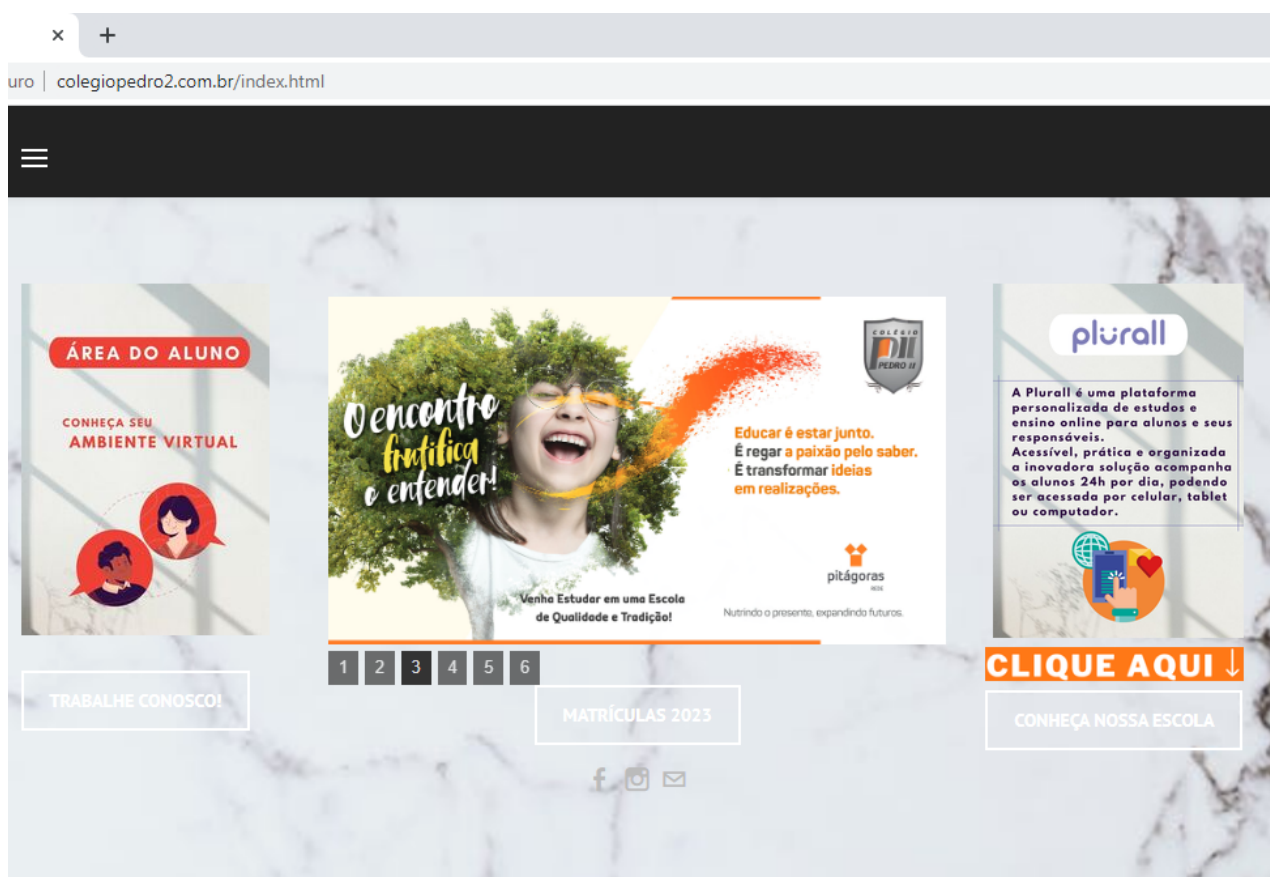 uro | colegiopedro2.com.br/index.html
ÁREA DO ALUNO
CONHEÇA SEU
AMBIENTE VIRTUAL
TRABALHE CONOSCO!
O encontro
frutifica
o entender!
COLÉGIO
PII
PEDRO II
Educar é estar junto.
É regar a paixão pelo saber.
É transformar ideias
em realizações.
pitágoras
REDE
Venha Estudar em uma Escola
de Qualidade e Tradição!
Nutrindo o presente, expandindo futuros.
1 2 3 4 5 6
MATRÍCULAS 2023
plurall
A Plurall é uma plataforma
personalizada de estudos e
ensino online para alunos e seus
responsáveis.
Acessível, prática e organizada
a inovadora solução acompanha
os alunos 24h por dia, podendo
ser acessada por celular, tablet
ou computador.
CLIQUE AQUI ↓
CONHEÇA NOSSA ESCOLA